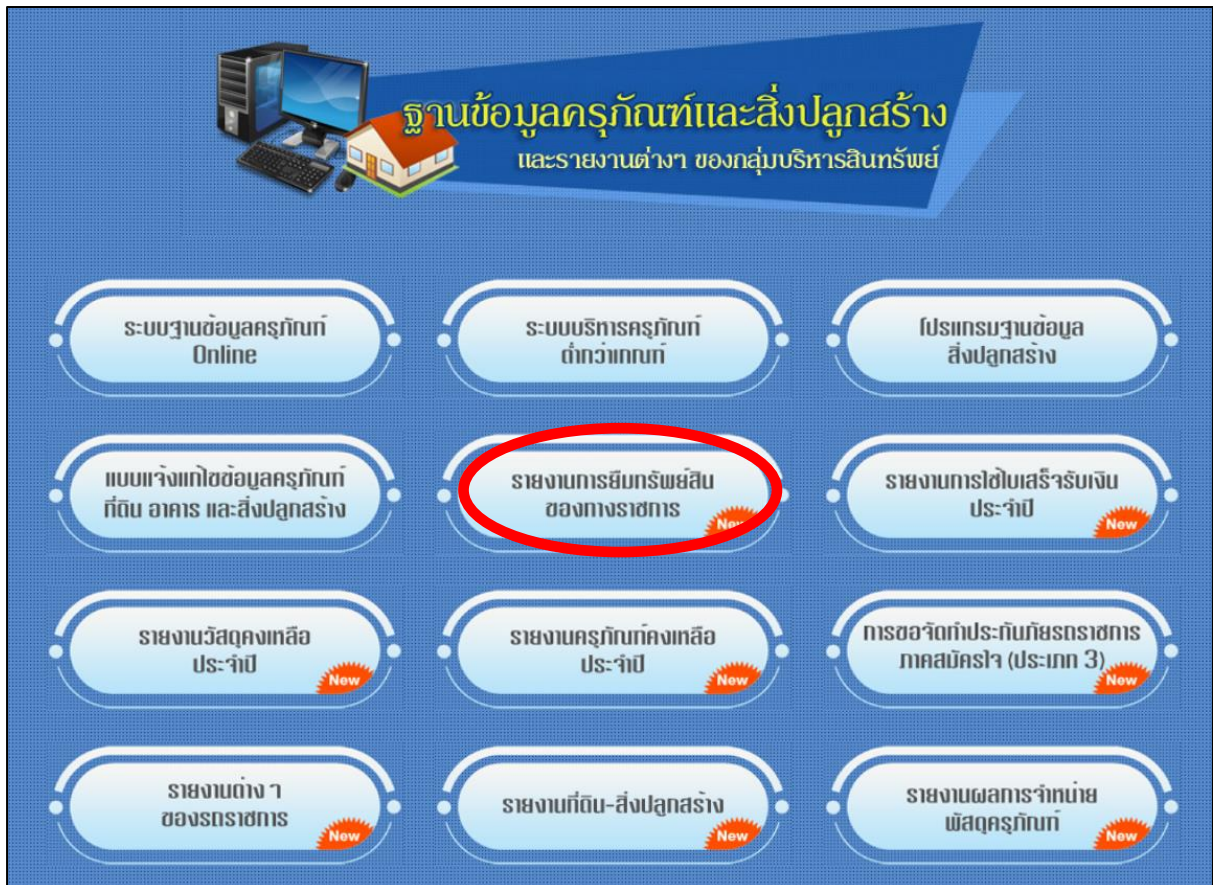 ฐานข้อมูลครุภัณฑ์และสิ่งปลูกสร้าง
และรายงานต่างๆ ของกลุ่มบริหารสินทรัพย์
ระบบฐานข้อมูลครุภัณฑ์
Online
ระบบบริหารครุภัณฑ์
ต่ำกว่าเกณฑ์
โปรแกรมฐานข้อมูล
สิ่งปลูกสร้าง
แบบแจ้งแก้ไขข้อมูลครุภัณฑ์
ที่ดิน อาคาร และสิ่งปลูกสร้าง
รายงานการยืมทรัพย์สิน
ของทางราชการ
New
รายงานการใช้ใบเสร็จรับเงิน
ประจำปี
New
รายงานวัสดุคงเหลือ
ประจำปี
New
รายงานครุภัณฑ์คงเหลือ
ประจำปี
New
การขอจัดทำประกันภัยรถราชการ
ภาคสมัครใจ (ประเภท 3)
New
รายงานต่าง ๆ
ของรถราชการ
New
รายงานที่ดิน-สิ่งปลูกสร้าง
New
รายงานผลการจำหน่าย
พัสดุครุภัณฑ์
New